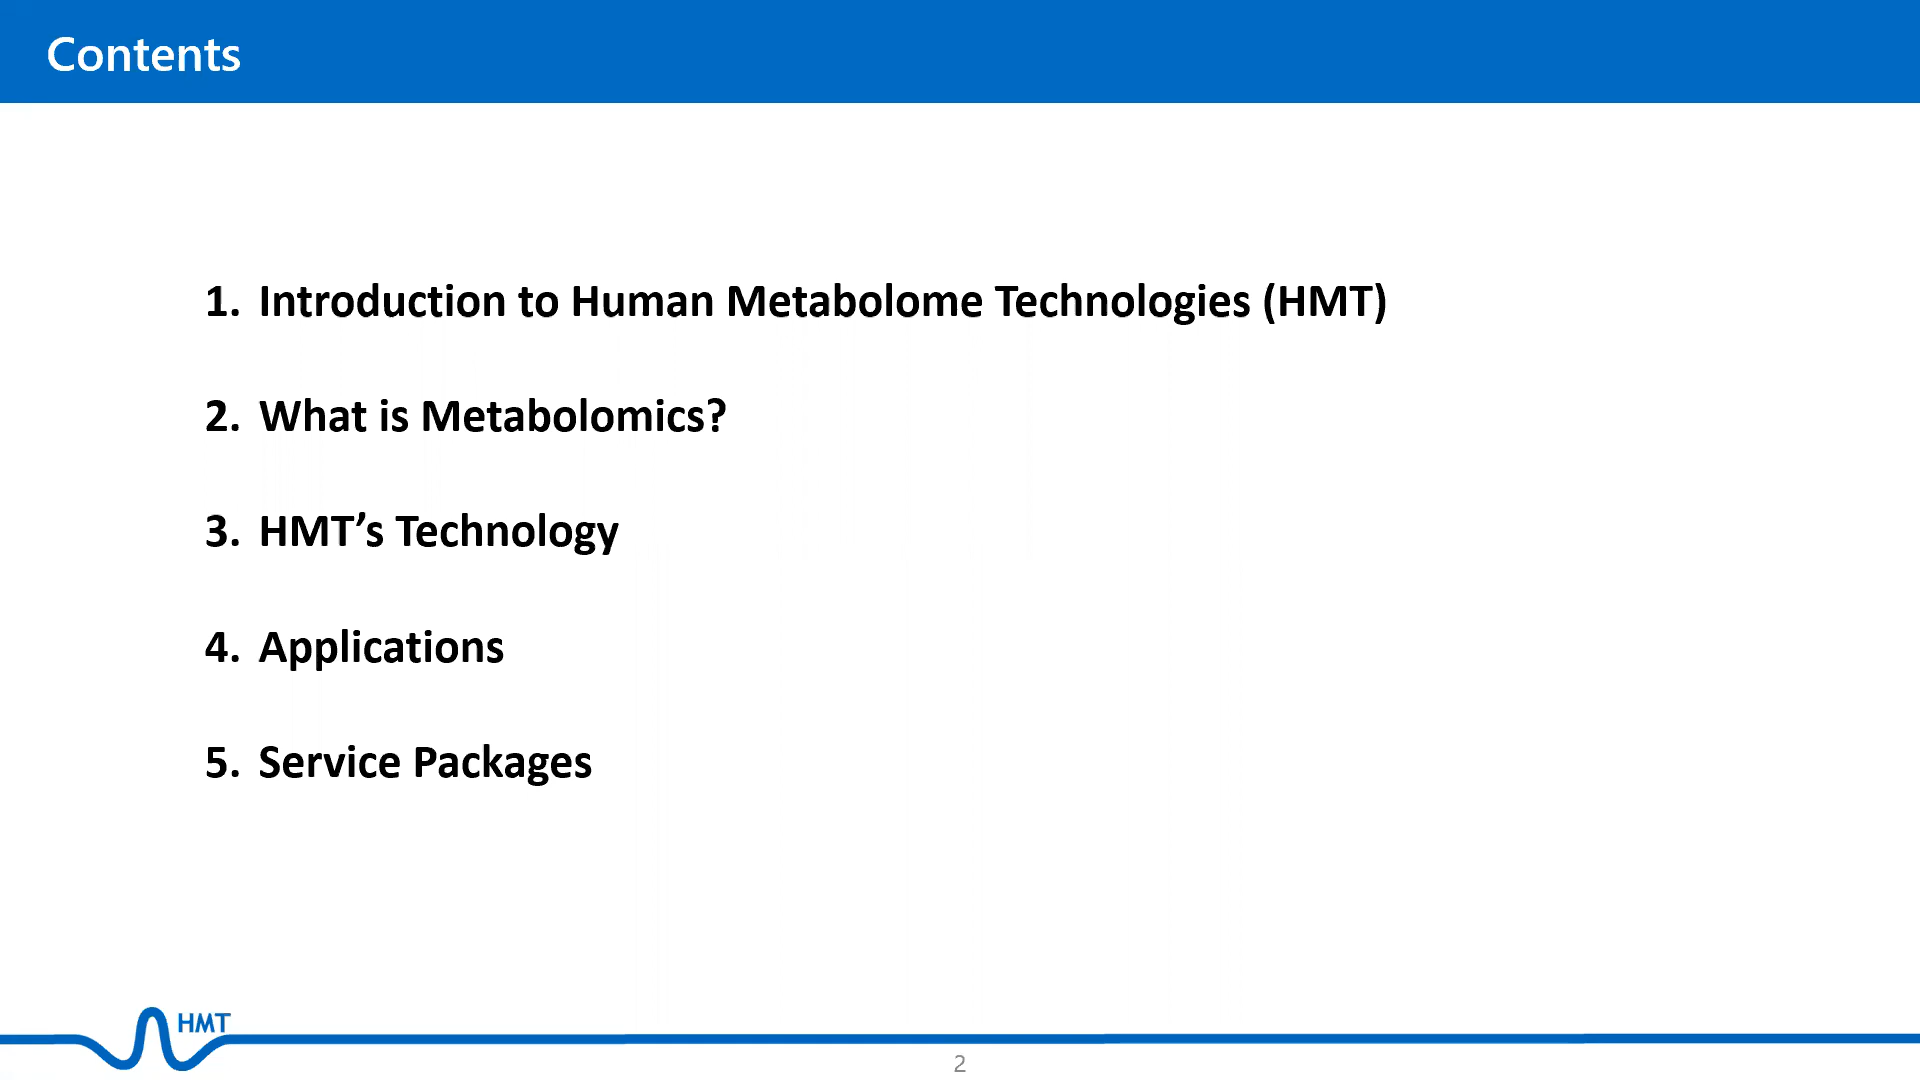 Contents
1. Introduction to Human Metabolome Technologies (HMT)
2. What is Metabolomics?
3. HMT’s Technology
4. Applications
5. Service Packages
HMT
2